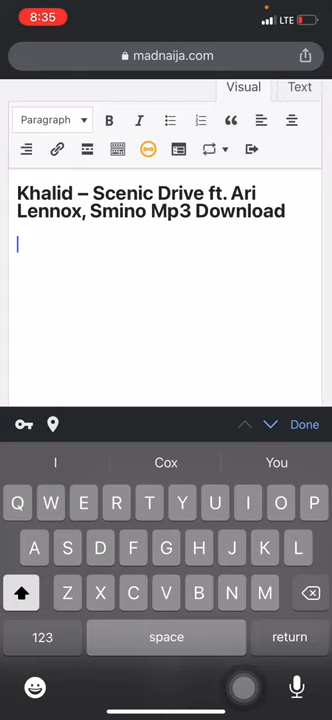 8:35
LTE
madnaija.com
Visual Text
Paragraph B I
Khalid – Scenic Drive ft. Ari
Lennox, Smino Mp3 Download
Done
I Cox You
Q W E R T Y U I O P
A S D F G H J K L
Z X C V B N M
123 space return